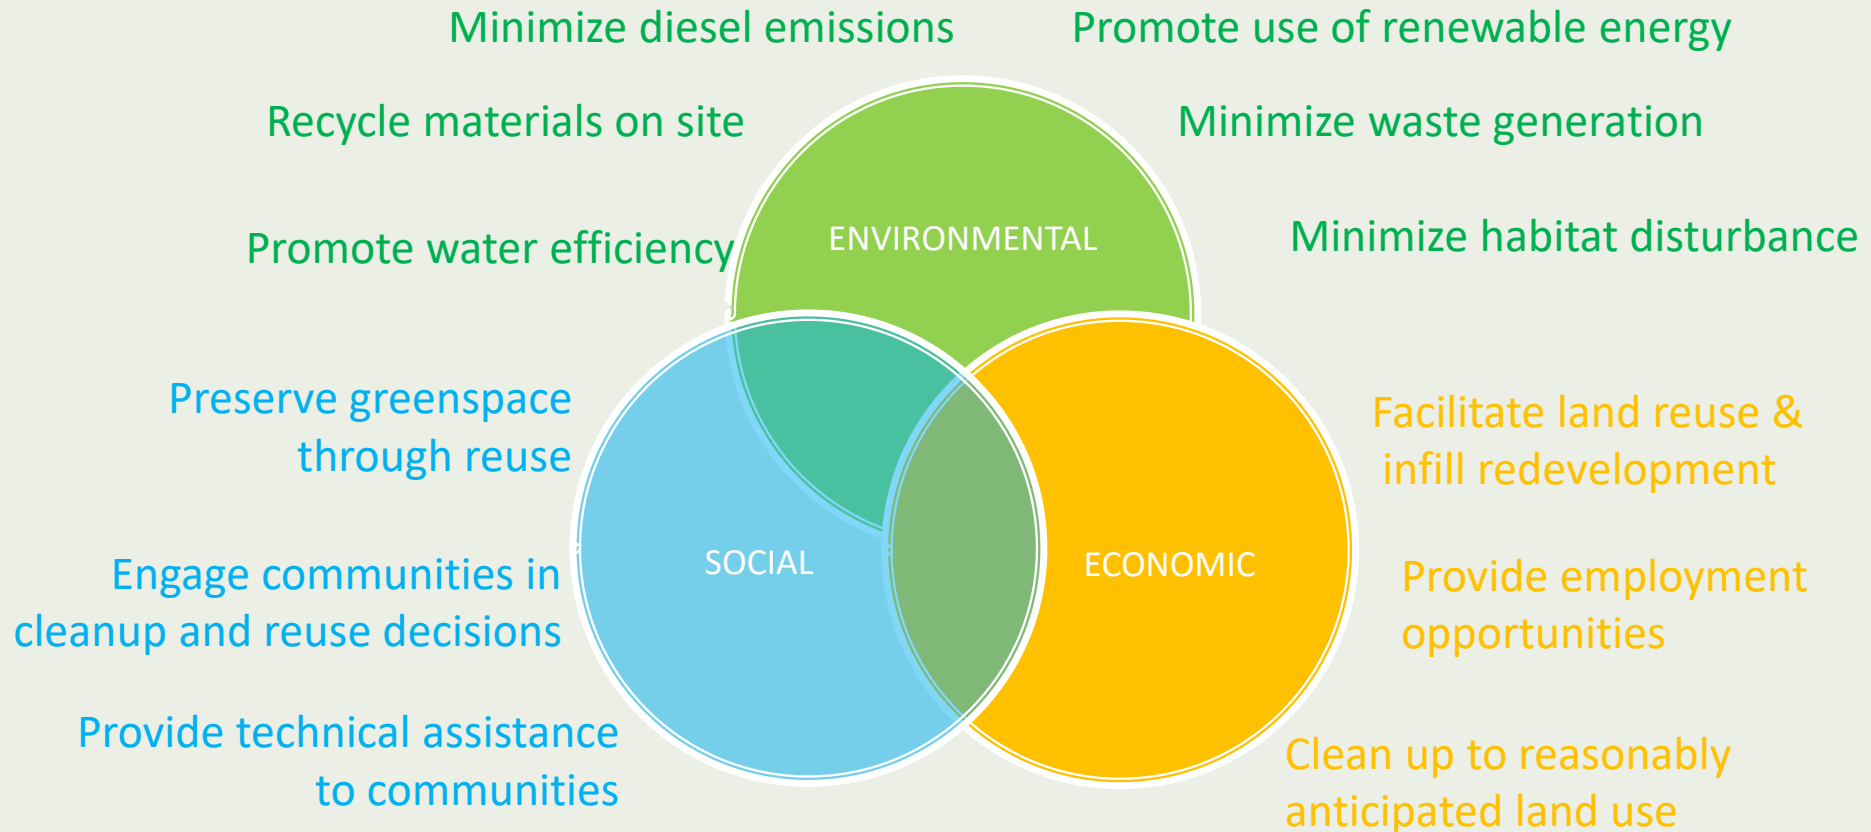 Minimize diesel emissions
Promote use of renewable energy
Recycle materials on site
Minimize waste generation
Promote water efficiency
ENVIRONMENTAL
Minimize habitat disturbance
Preserve greenspace
through reuse
Facilitate land reuse &
infill redevelopment
Engage communities in
cleanup and reuse decisions
SOCIAL
ECONOMIC
Provide employment
opportunities
Provide technical assistance
to communities
Clean up to reasonably
anticipated land use